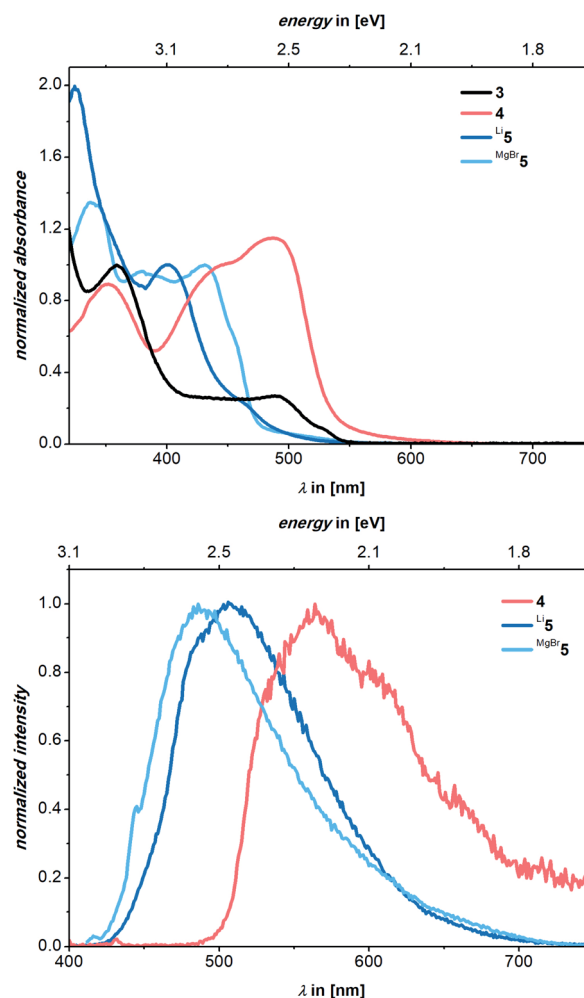 energy in [eV]
3.1 2.5 2.1 1.8
2.0
1.6
1.2
0.8
0.4
0.0
normalized absorbance
3
4
Li5
MgBr5
400 500 600 700
λ in [nm]
energy in [eV]
3.1 2.5 2.1 1.8
1.0
0.8
0.6
0.4
0.2
0.0
normalized intensity
4
Li5
MgBr5
400 500 600 700
λ in [nm]